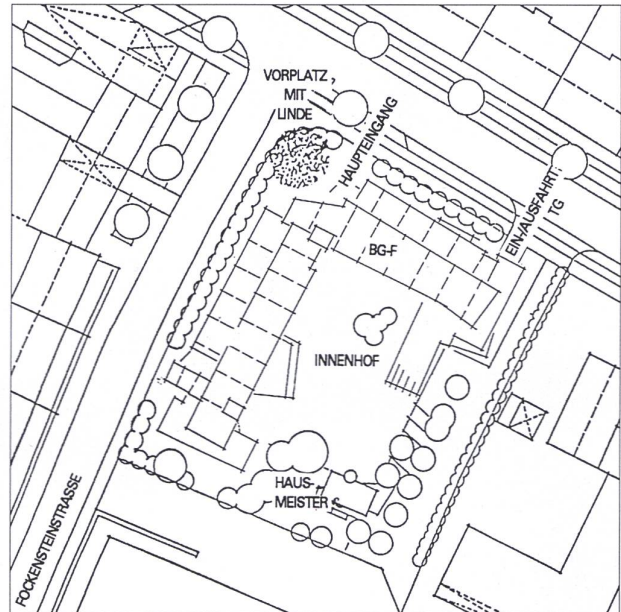 VORPLATZ,
MIT
LINDE
HAUPTEINGANG
EIN-/AUSFAHRT,
TG
BG-F
INNENHOF
HAUS-
MEISTER
FOCKENSTEINSTRASSE